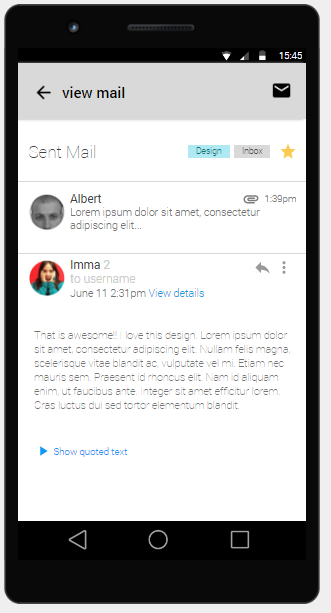 15:45
view mail
Sent Mail Design Inbox
Albert 1:39pm
Lorem ipsum dolor sit amet, consectetur
adipiscing elit...
Imma 2
to username
June 11 2:31pm View details
That is awesome!! I love this design. Lorem ipsum dolor
sit amet, consectetur adipiscing elit. Nullam felis magna,
scelerisque vitae blandit ac, vulputate vel mi. Etiam nec
mauris sem. Praesent id rhoncus elit. Nam id aliquam
enim, ut faucibus ante. Integer sit amet efficitur lorem.
Cras luctus dui sed tortor elementum blandit.
Show quoted text